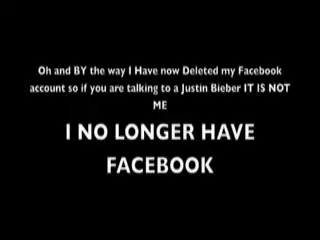 Oh and BY the way I Have now Deleted my Facebook
account so if you are talking to a Justin Bieber IT IS NOT
ME
I NO LONGER HAVE
FACEBOOK